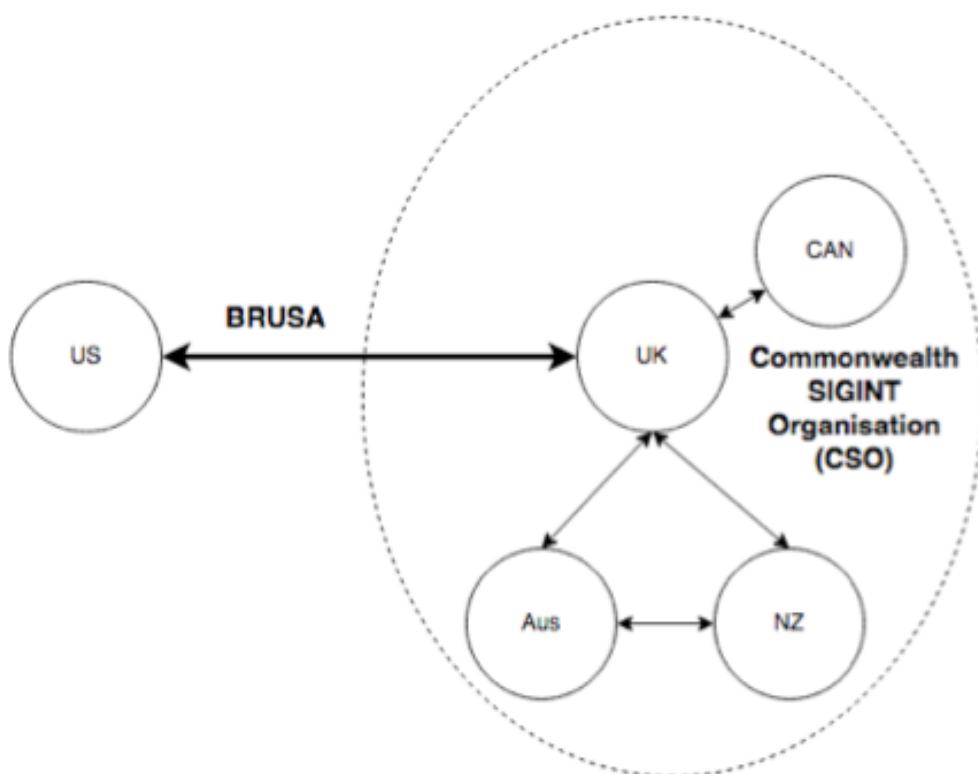 CAN
BRUSA
US
UK
Commonwealth
SIGINT
Organisation
(CSO)
Aus
NZ